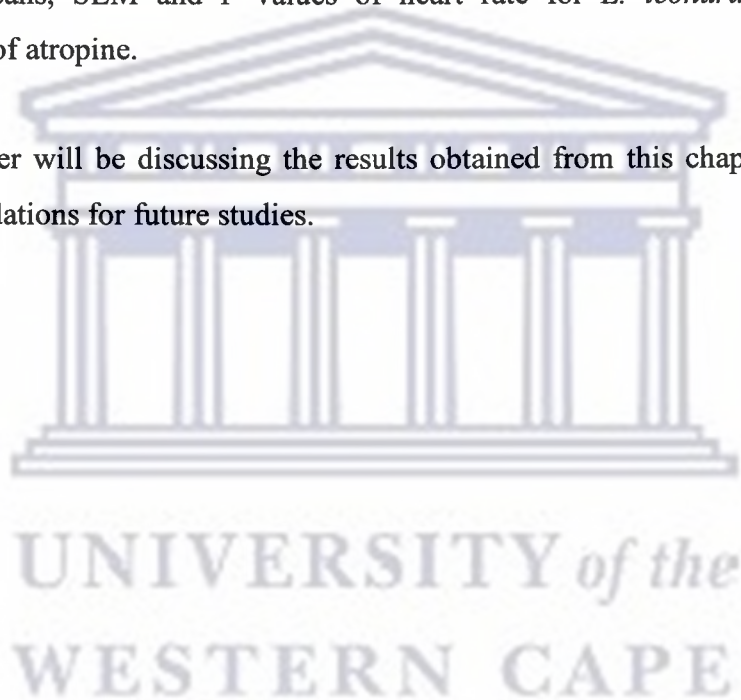 of atropine.
er will be discussing the results obtained from this chap
lations for future studies.
UNIVERSITY of the
WESTERN CAPE